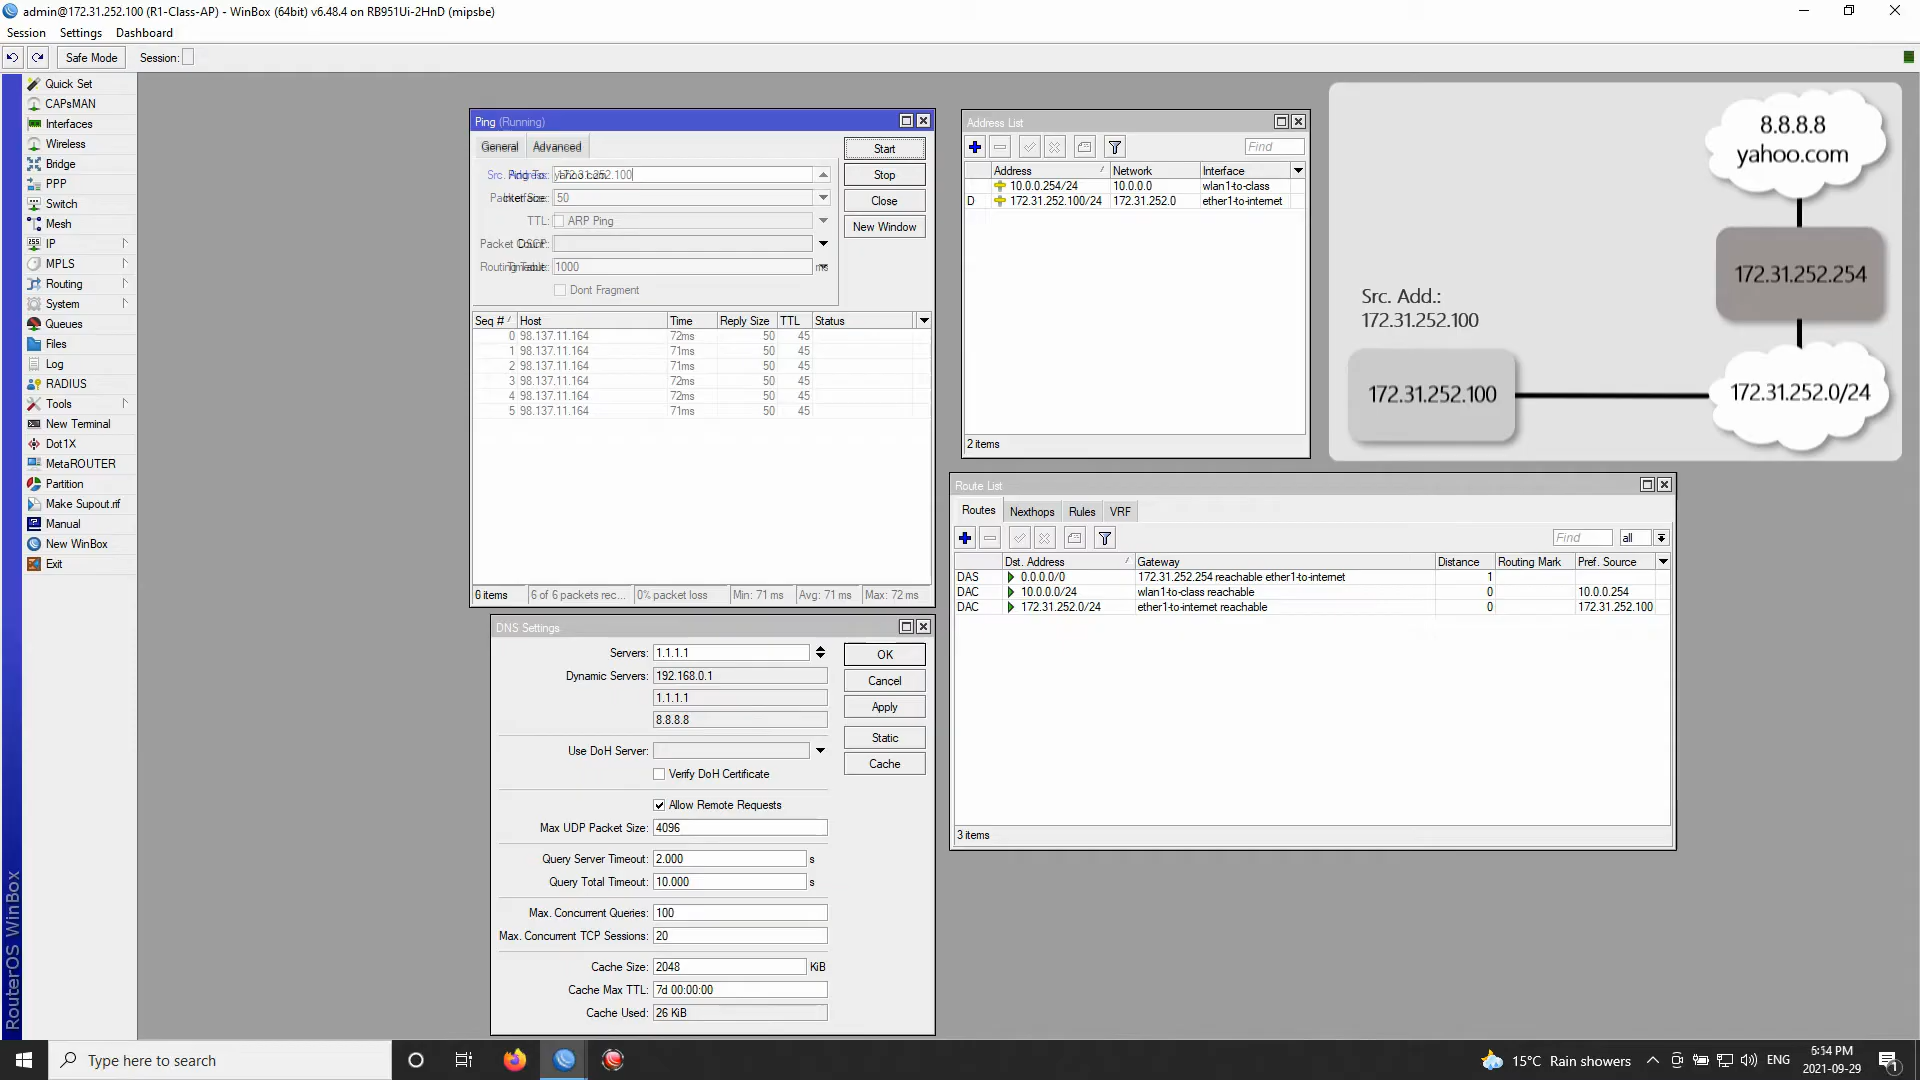 admin@172.31.252.100 (R1-Class-AP) - WinBox (64bit) v6.48.4 on RB951Ui-2HnD (mipsbe)
Session Settings Dashboard
Safe Mode Session:
Quick Set
CAPsMAN
Interfaces
Wireless
Bridge
PPP
Switch
Mesh
IP
MPLS
Routing
System
Queues
Files
Log
RADIUS
Tools
New Terminal
Dot1X
MetaROUTER
Partition
Make Supout.rif
Manual
New WinBox
Exit
RouterOS WinBox
Ping (Running)
General Advanced
Start
Stop
Close
New Window
172.31.252.100
50
TTL: ARP Ping
1000
Dont Fragment
Seq # Host Time Reply Size TTL Status
0 98.137.11.164 72ms 50 45
1 98.137.11.164 71ms 50 45
2 98.137.11.164 71ms 50 45
3 98.137.11.164 72ms 50 45
4 98.137.11.164 72ms 50 45
5 98.137.11.164 71ms 50 45
6 of 6 packets rec... 0% packet loss Min: 71 ms Avg: 71 ms Max: 72 ms
DNS Settings
Servers: 1.1.1.1
Dynamic Servers: 192.168.0.1
1.1.1.1
8.8.8.8
Use DoH Server:
Verify DoH Certificate
Allow Remote Requests
Max UDP Packet Size: 4096
Query Server Timeout: 2.000 s
Query Total Timeout: 10.000 s
Max. Concurrent Queries: 100
Max. Concurrent TCP Sessions: 20
Cache Size: 2048 KiB
Cache Max TTL: 7d 00:00:00
Cache Used: 26 KiB
OK
Cancel
Apply
Static
Cache
Address List
Find
Address Network Interface
10.0.0.254/24 10.0.0.0 wlan1-to-class
D 172.31.252.100/24 172.31.252.0 ether1-to-internet
2 items
8.8.8.8
yahoo.com
172.31.252.254
Src. Add.:
172.31.252.100
172.31.252.100
172.31.252.0/24
Route List
Routes Nexthops Rules VRF
Find all
Dst. Address Gateway Distance Routing Mark Pref. Source
DAS 0.0.0.0/0 172.31.252.254 reachable ether1-to-internet 1
DAC 10.0.0.0/24 wlan1-to-class reachable 0 10.0.0.254
DAC 172.31.252.0/24 ether1-to-internet reachable 0 172.31.252.100
3 items
Type here to search
15°C Rain showers
ENG
2021-09-29
1